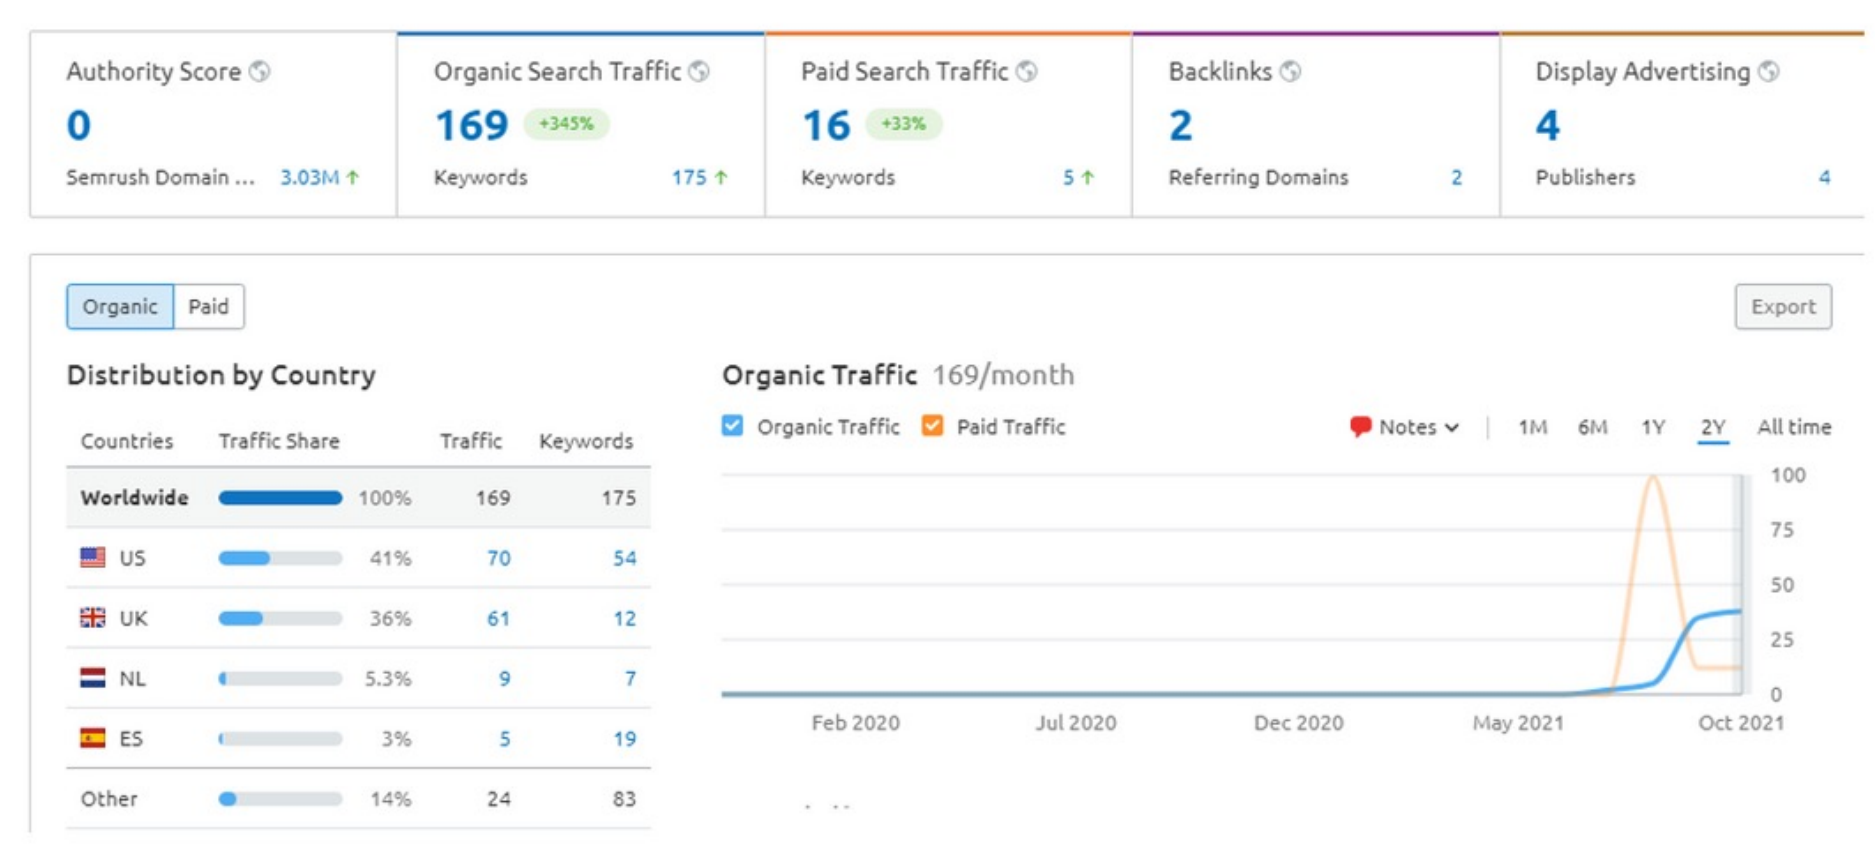 Authority Score
0
Semrush Domain ... 3.03M ↑
Organic Search Traffic
169 +345%
Keywords 175 ↑
Paid Search Traffic
16 +33%
Keywords 5 ↑
Backlinks
2
Referring Domains 2
Display Advertising
4
Publishers 4
Organic Paid
Export
Distribution by Country
Countries Traffic Share Traffic Keywords
Worldwide 100% 169 175
US 41% 70 54
UK 36% 61 12
NL 5.3% 9 7
ES 3% 5 19
Other 14% 24 83
Organic Traffic 169/month
Organic Traffic Paid Traffic
Notes 1M 6M 1Y 2Y All time
100
75
50
25
0
Feb 2020 Jul 2020 Dec 2020 May 2021 Oct 2021